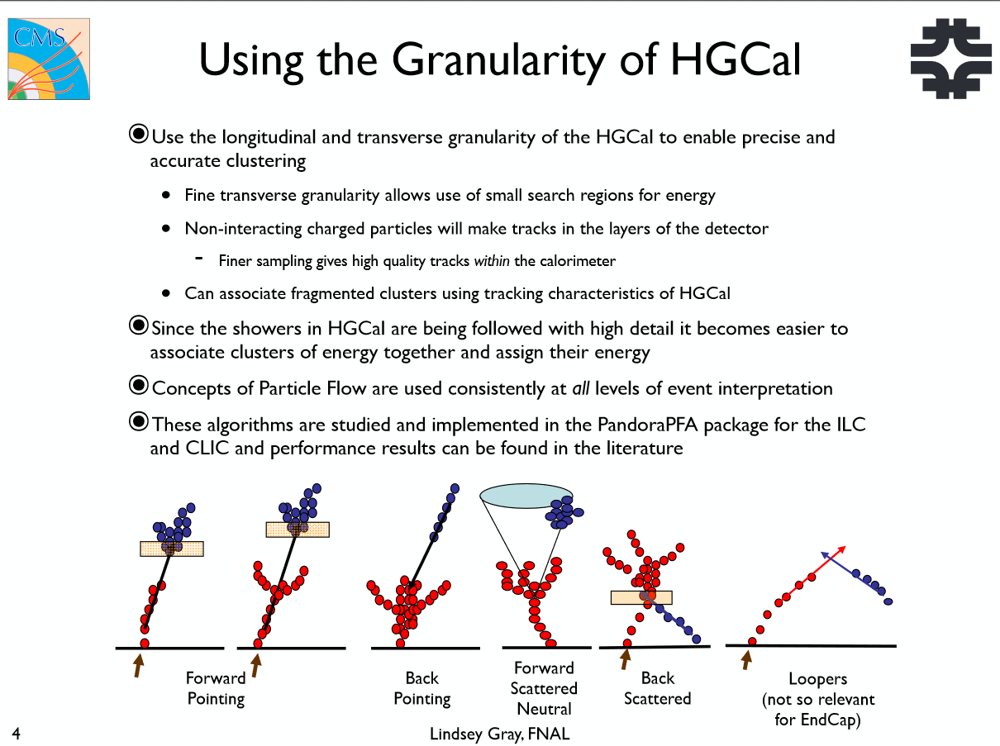 CMS
Using the Granularity of HGCal
Use the longitudinal and transverse granularity of the HGCal to enable precise and
accurate clustering
Fine transverse granularity allows use of small search regions for energy
Non-interacting charged particles will make tracks in the layers of the detector
Finer sampling gives high quality tracks within the calorimeter
Can associate fragmented clusters using tracking characteristics of HGCal
Since the showers in HGCal are being followed with high detail it becomes easier to
associate clusters of energy together and assign their energy
Concepts of Particle Flow are used consistently at all levels of event interpretation
These algorithms are studied and implemented in the PandoraPFA package for the ILC
and CLIC and performance results can be found in the literature
Forward
Pointing
Back
Pointing
Forward
Scattered
Neutral
Back
Scattered
Loopers
(not so relevant
for EndCap)
4
Lindsey Gray, FNAL